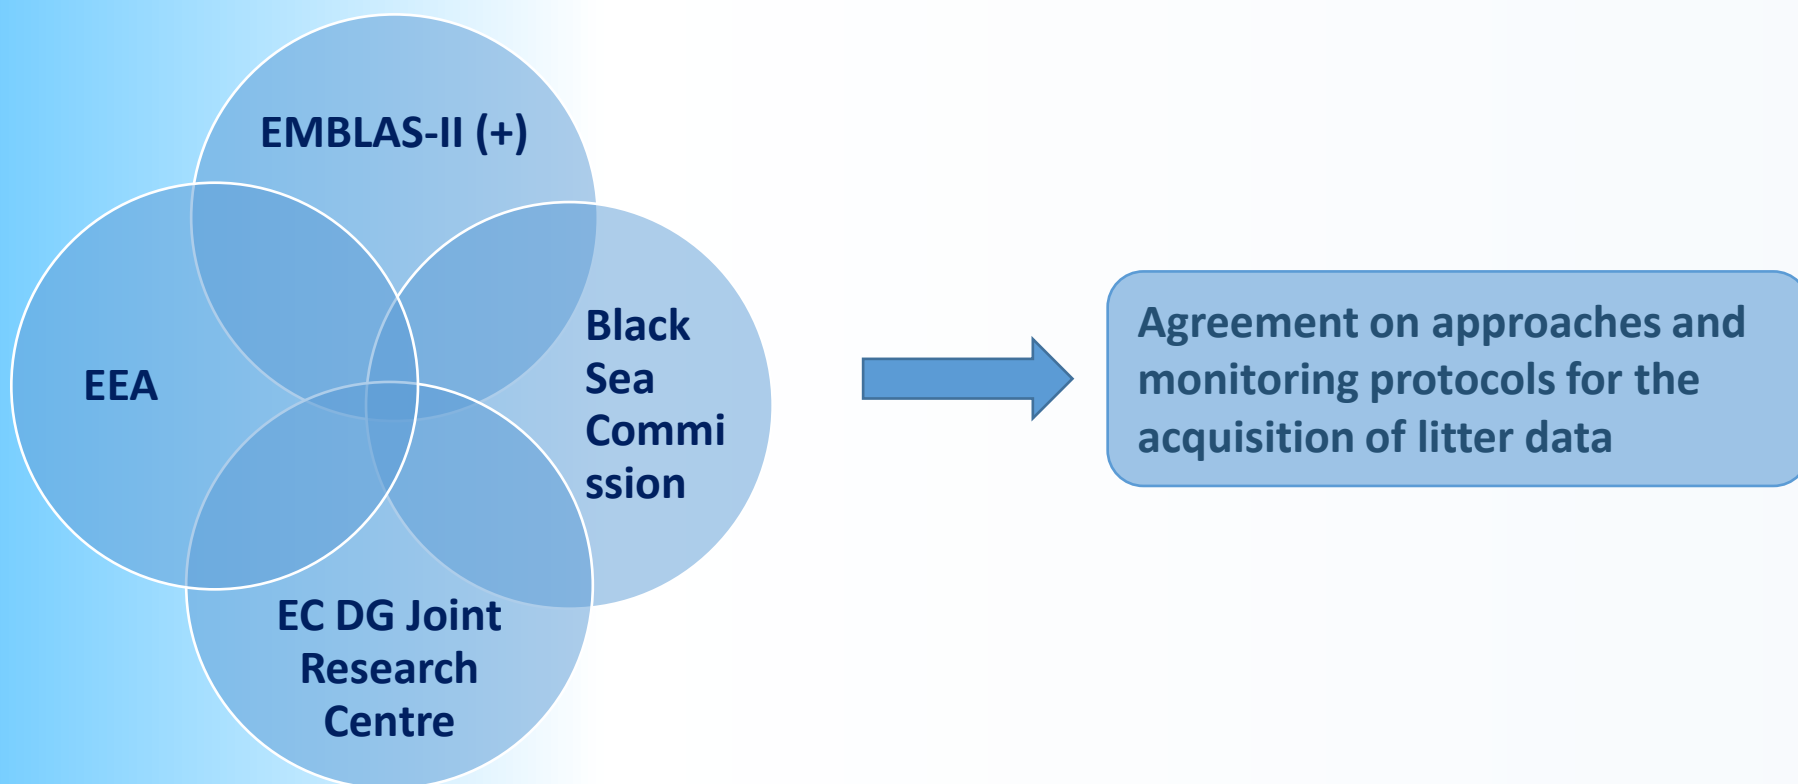 EMBLAS-II (+)
EEA
Black
Sea
Commi
ssion
EC DG Joint
Research
Centre
Agreement on approaches and
monitoring protocols for the
acquisition of litter data